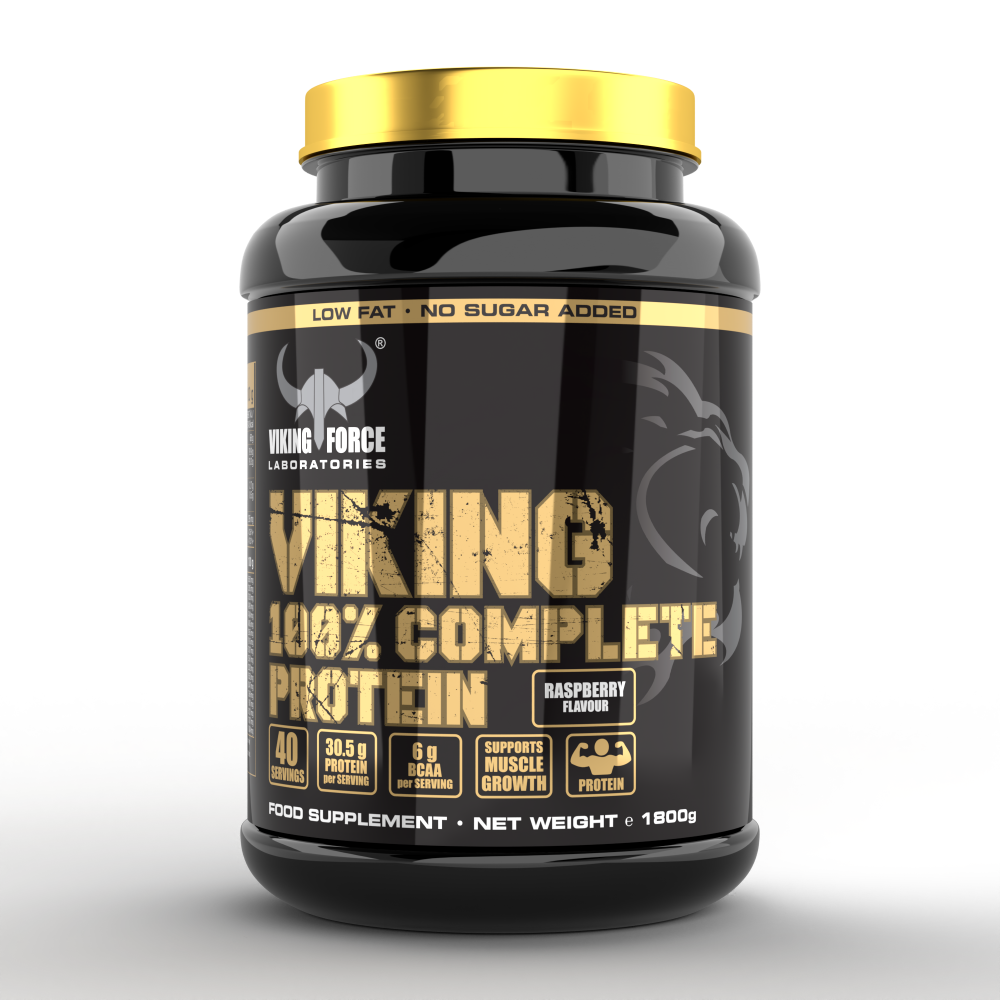 LOW FAT · NO SUGAR ADDED
®
VIKING FORCE
LABORATORIES
VIKING
100% COMPLETE
PROTEIN
RASPBERRY
FLAVOUR
40
SERVINGS
30.5 g
PROTEIN
per SERVING
6 g
BCAA
per SERVING
SUPPORTS
MUSCLE
GROWTH
PROTEIN
FOOD SUPPLEMENT · NET WEIGHT e 1800g